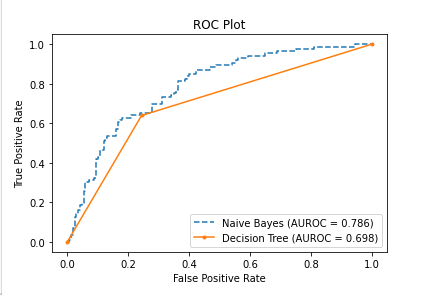 ROC Plot
True Positive Rate
1.0
0.8
0.6
0.4
0.2
0.0
Naive Bayes (AUROC = 0.786)
Decision Tree (AUROC = 0.698)
0.0 0.2 0.4 0.6 0.8 1.0
False Positive Rate